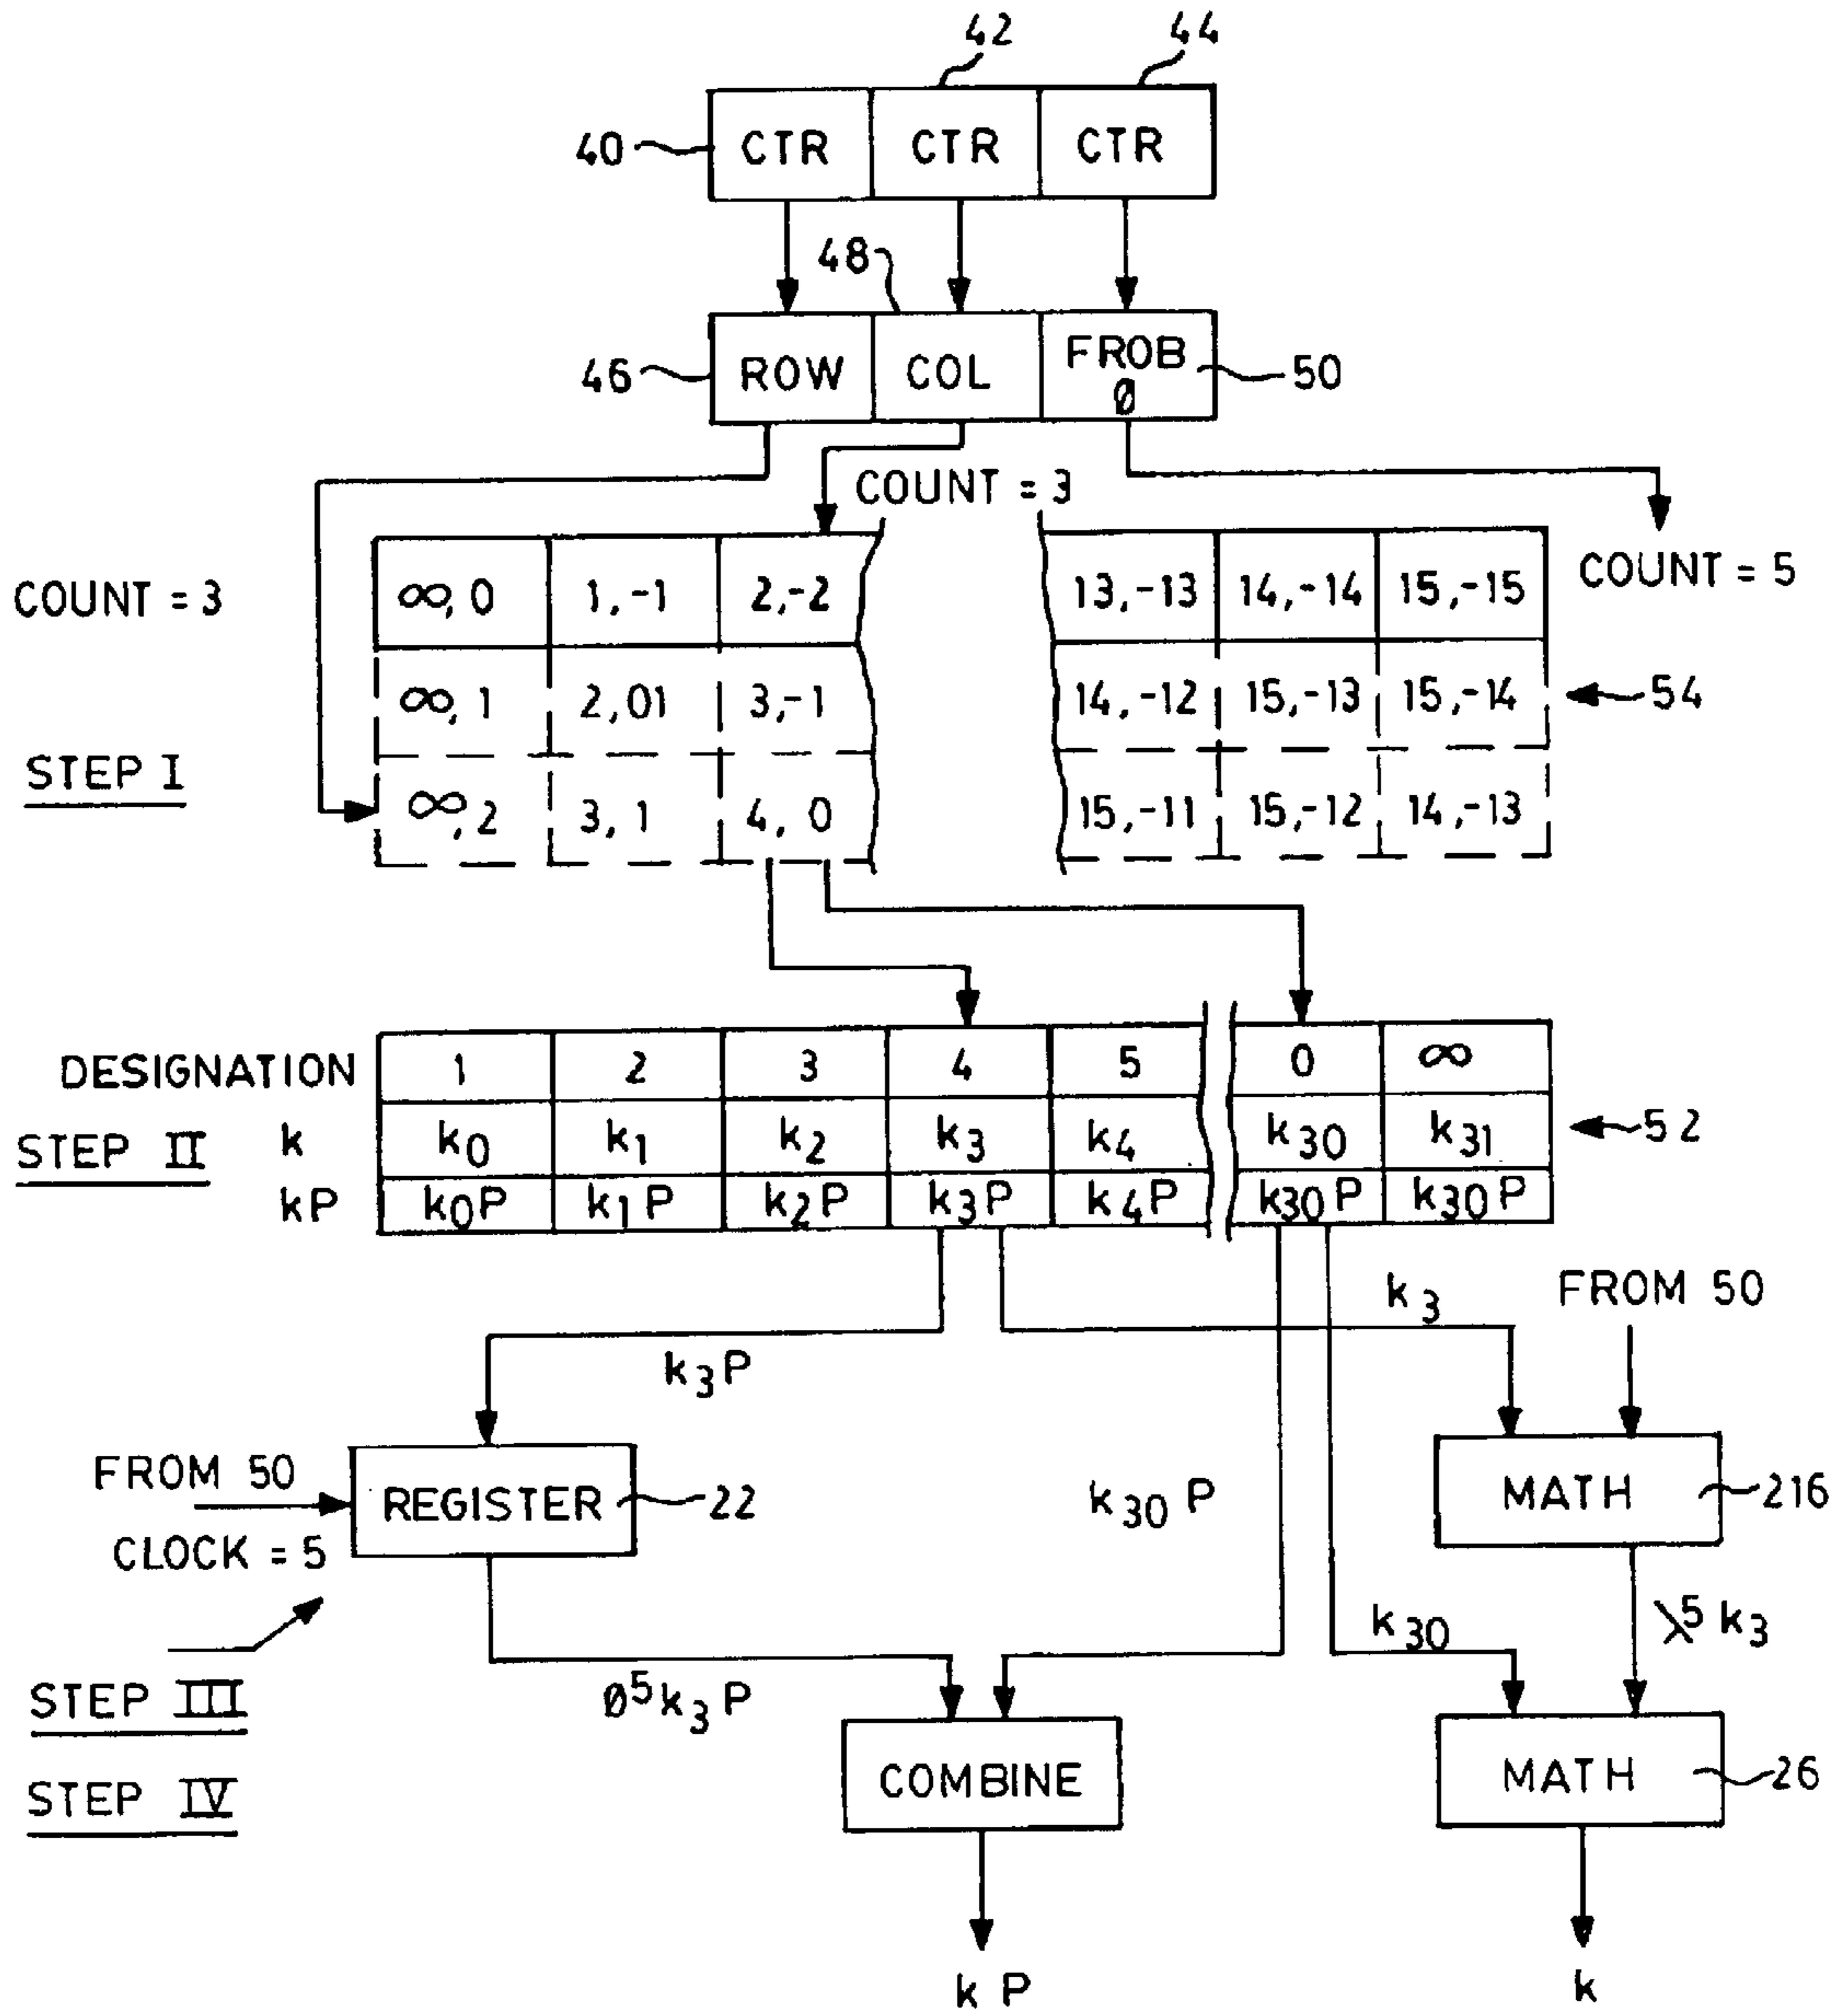 42 44
40 CTR CTR CTR
48
46 ROW COL FROB Ø 50
COUNT = 3
COUNT = 5
COUNT = 3
∞, 0 1, -1 2, -2 13, -13 14, -14 15, -15
∞, 1 2, 01 3, -1 14, -12 15, -13 15, -14 54
STEP I
∞, 2 3, 1 4, 0 15, -11 15, -12 14, -13
DESIGNATION 1 2 3 4 5 0 ∞
STEP II k k0 k1 k2 k3 k4 k30 k31 52
kP k0P k1P k2P k3P k4P k30P k30P
k3 FROM 50
k3P
FROM 50
REGISTER 22 k30 P MATH 216
CLOCK = 5
k30 λ⁵ k3
STEP III
Ø⁵k3P
STEP IV
COMBINE MATH 26
k P k